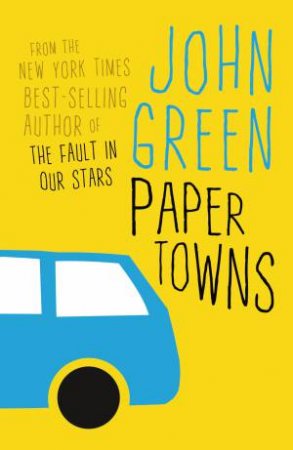 FROM THE
NEW YORK TIMES
BEST-SELLING
AUTHOR OF
THE FAULT IN
OUR STARS
JOHN
GREEN
PAPER
TOWNS